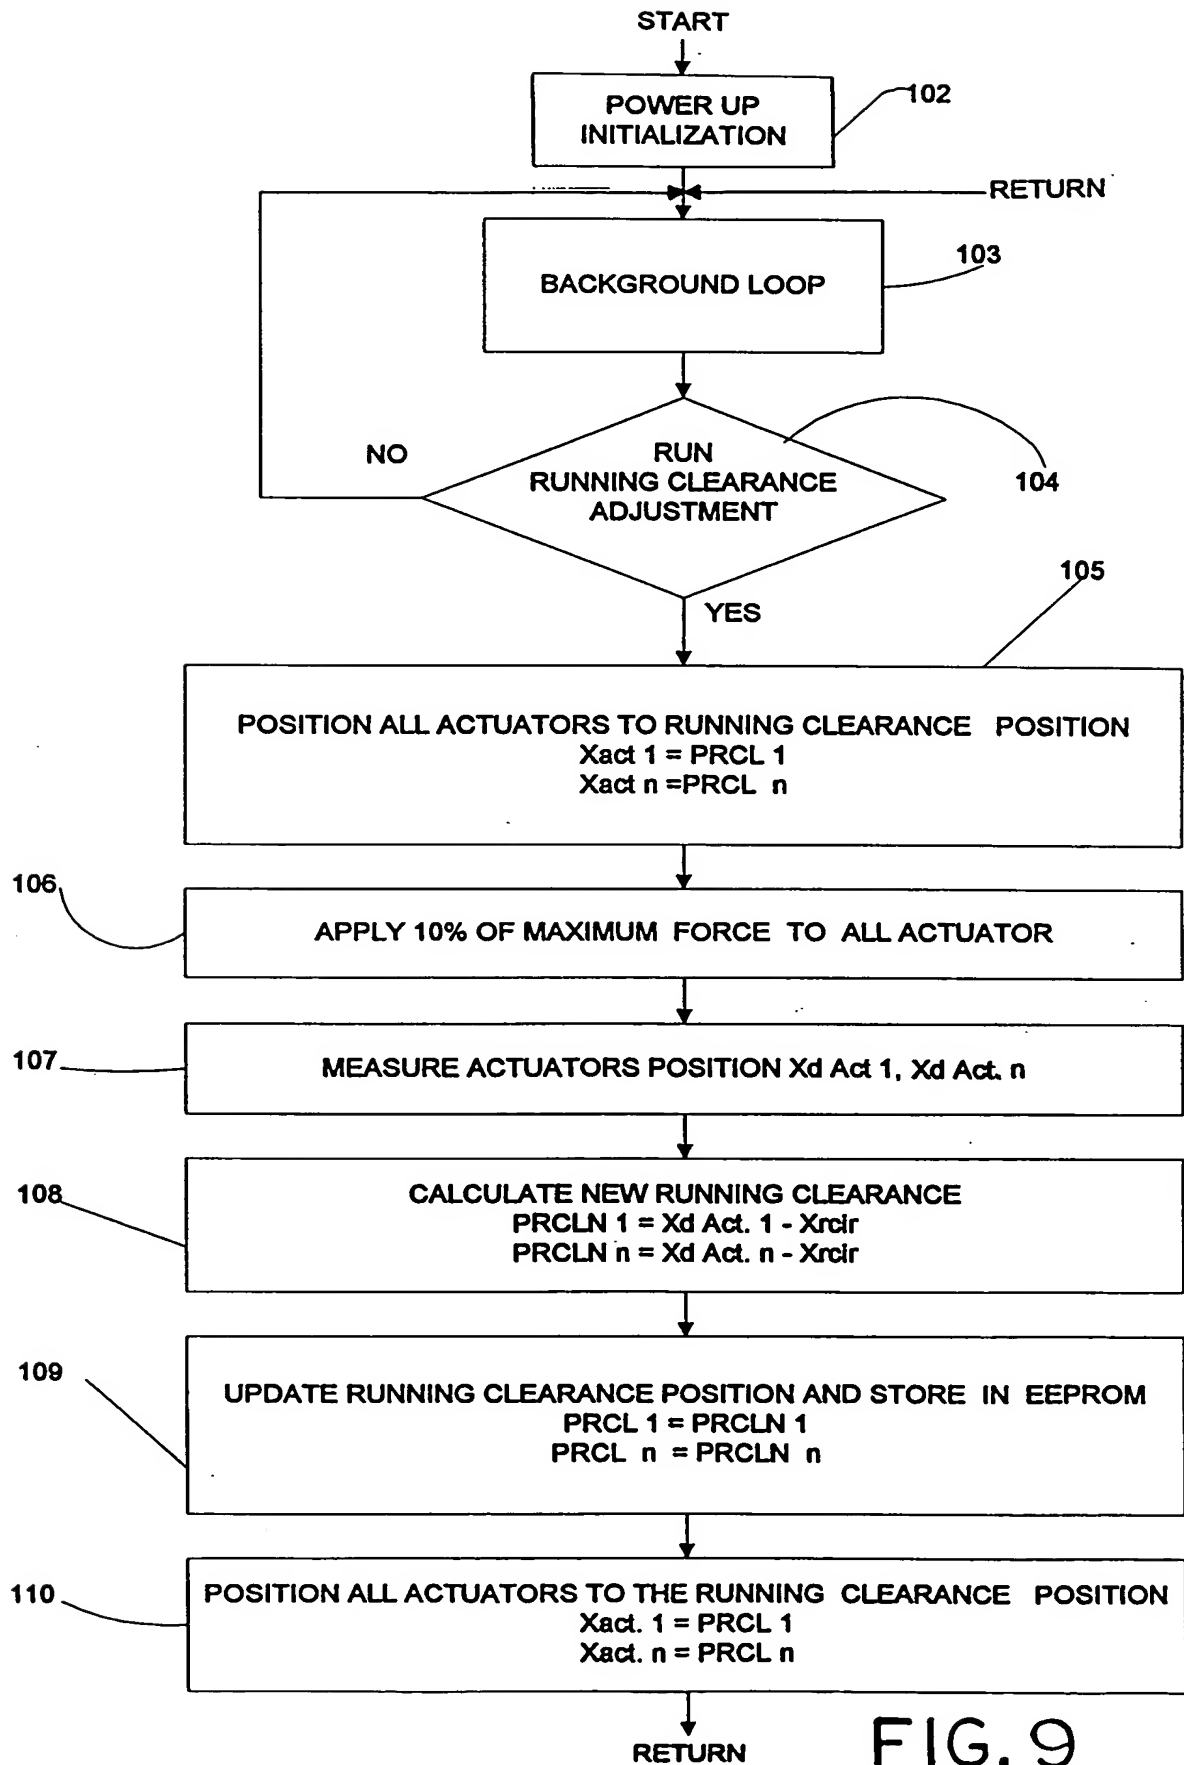 START
POWER UP
INITIALIZATION
102
RETURN
BACKGROUND LOOP
103
NO
RUN
RUNNING CLEARANCE
ADJUSTMENT
104
YES
105
POSITION ALL ACTUATORS TO RUNNING CLEARANCE POSITION
Xact 1 = PRCL 1
Xact n =PRCL n
106
APPLY 10% OF MAXIMUM FORCE TO ALL ACTUATOR
107
MEASURE ACTUATORS POSITION Xd Act 1, Xd Act. n
108
CALCULATE NEW RUNNING CLEARANCE
PRCLN 1 = Xd Act. 1 - Xrclr
PRCLN n = Xd Act. n - Xrclr
109
UPDATE RUNNING CLEARANCE POSITION AND STORE IN EEPROM
PRCL 1 = PRCLN 1
PRCL n = PRCLN n
110
POSITION ALL ACTUATORS TO THE RUNNING CLEARANCE POSITION
Xact. 1 = PRCL 1
Xact. n = PRCL n
RETURN
FIG. 9